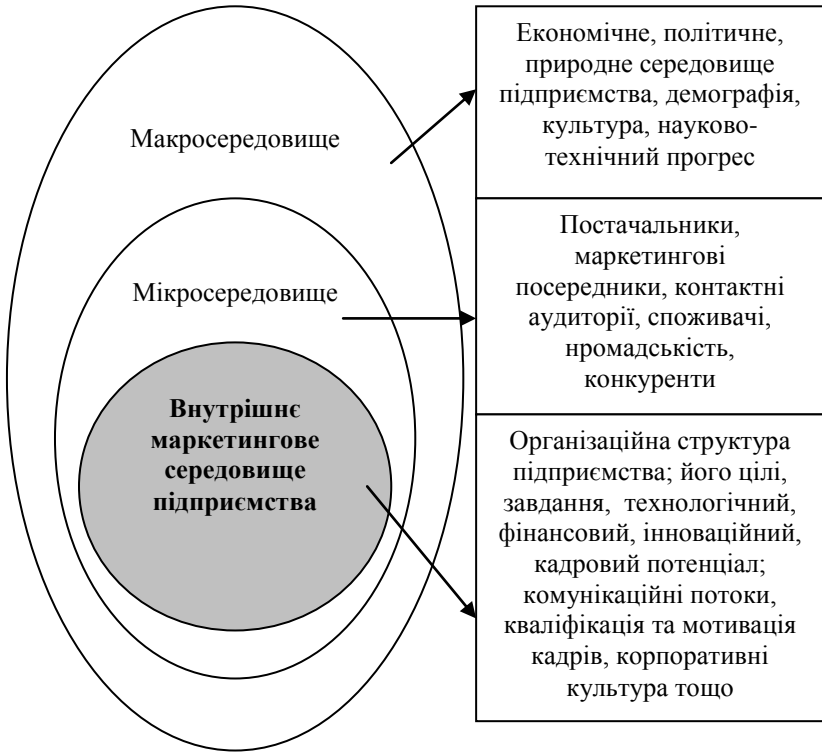 Макросередовище
Мікросередовище
Внутрішнє
маркетингове
середовище
підприємства
Економічне, політичне,
природне середовище
підприємства, демографія,
культура, науково-
технічний прогрес
Постачальники,
маркетингові
посередники, контактні
аудиторії, споживачі,
нромадськість,
конкуренти
Організаційна структура
підприємства; його цілі,
завдання, технологічний,
фінансовий, інноваційний,
кадровий потенціал;
комунікаційні потоки,
кваліфікація та мотивація
кадрів, корпоративні
культура тощо